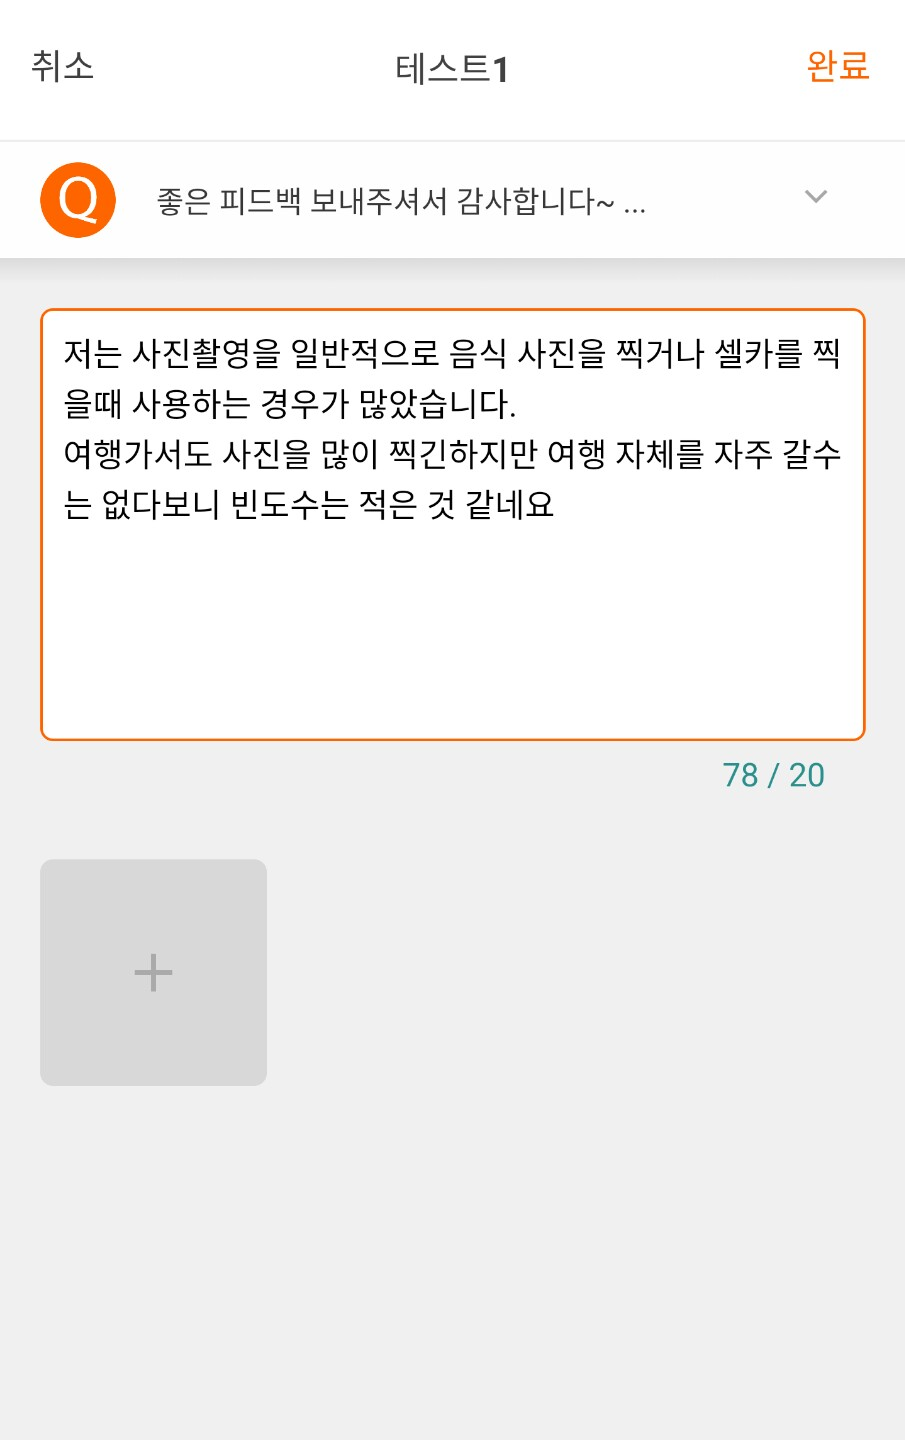 취소
테스트1
완료
Q
좋은 피드백 보내주셔서 감사합니다~ ...
저는 사진촬영을 일반적으로 음식 사진을 찍거나 셀카를 찍
을때 사용하는 경우가 많았습니다.
여행가서도 사진을 많이 찍긴하지만 여행 자체를 자주 갈수
는 없다보니 빈도수는 적은 것 같네요
78 / 20
+